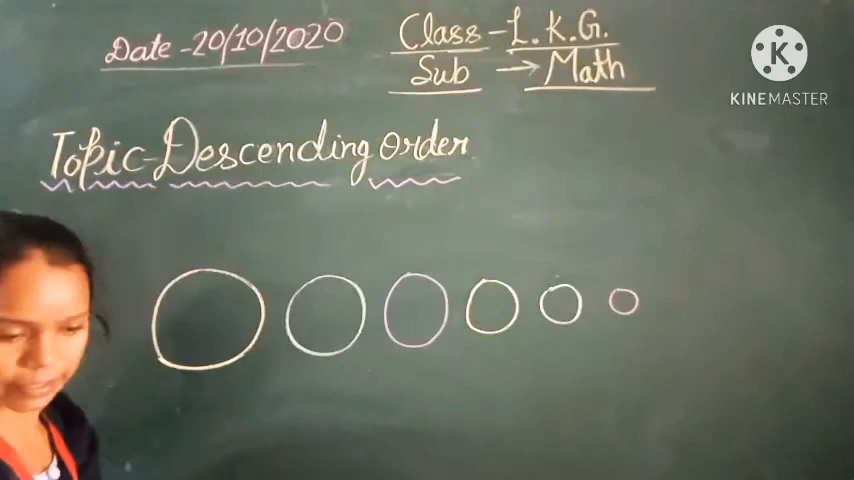 Date - 20/10/2020
Class - L.K.G.
Sub → Math
Topic - Descending order
K
KINEMASTER